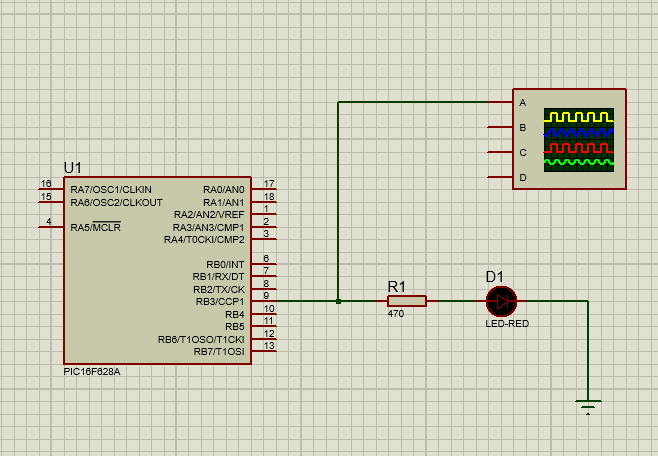 A
B
C
D
U1
16 RA7/OSC1/CLKIN RA0/AN0 17
15 RA6/OSC2/CLKOUT RA1/AN1 18
RA2/AN2/VREF 1
4 RA5/MCLR RA3/AN3/CMP1 2
RA4/T0CKI/CMP2 3
RB0/INT 6
RB1/RX/DT 7
RB2/TX/CK 8
RB3/CCP1 9
RB4 10
RB5 11
RB6/T1OSO/T1CKI 12
RB7/T1OSI 13
PIC16F628A
R1
470
D1
LED-RED